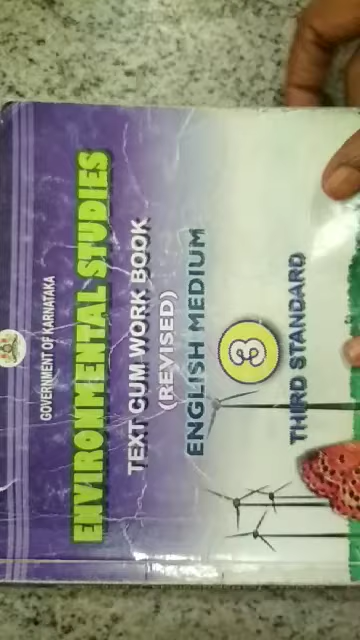 GOVERNMENT OF KARNATAKA
ENVIRONMENTAL STUDIES
TEXT CUM WORK BOOK
(REVISED)
ENGLISH MEDIUM
3
THIRD STANDARD